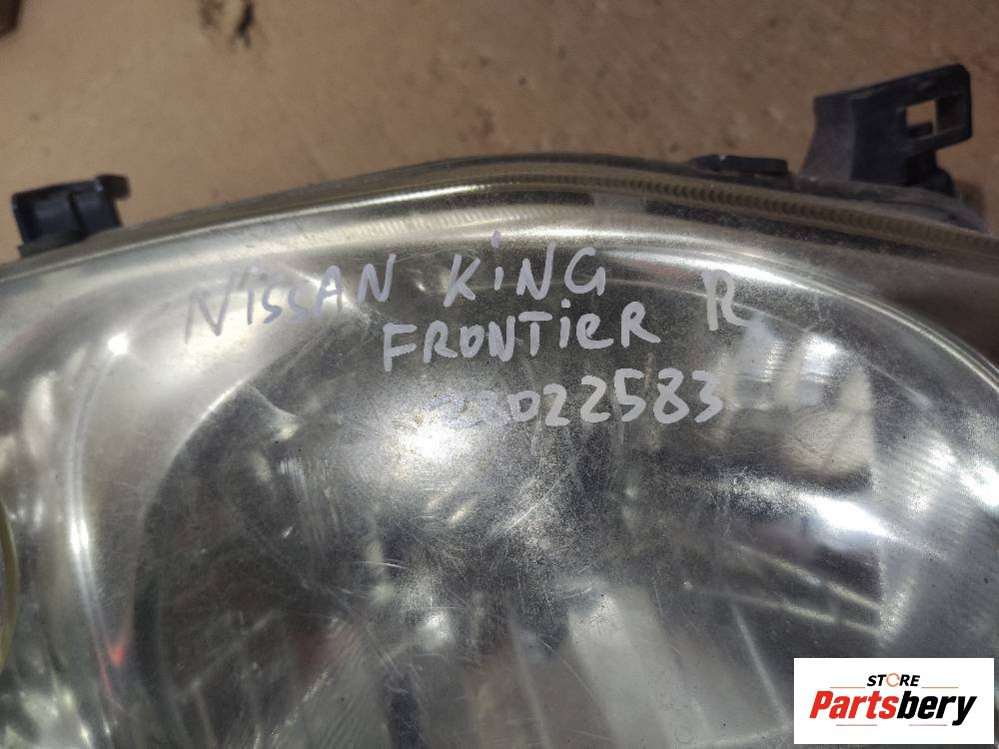 NiSSAN KiNG R
FRONTiER
23022583
STORE
Partsbery